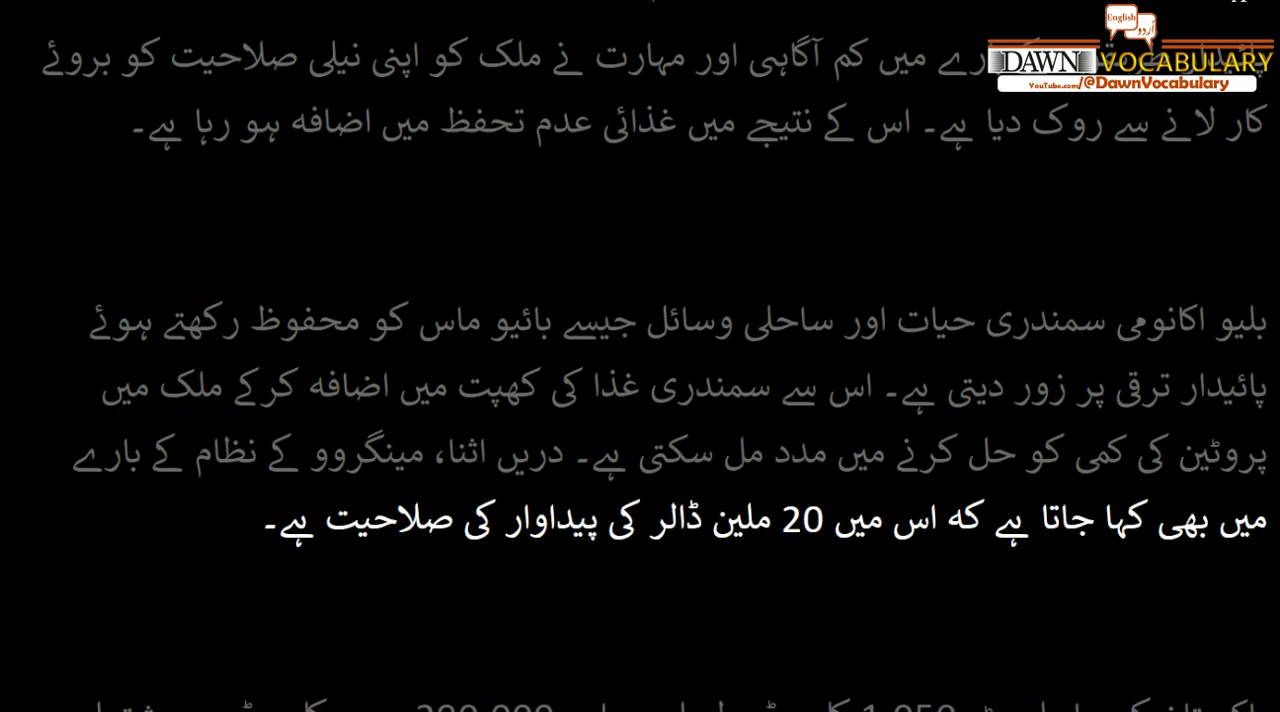 English
اُردو
DAWN VOCABULARY
YouTube.com/@DawnVocabulary
میں کم آگاہی اور مہارت نے ملک کو اپنی نیلی صلاحیت کو بروئے
کار لانے سے روک دیا ہے۔ اس کے نتیجے میں غذائی عدم تحفظ میں اضافہ ہو رہا ہے۔
بلیو اکانومی سمندری حیات اور ساحلی وسائل جیسے بائیو ماس کو محفوظ رکھتے ہوئے
پائیدار ترقی پر زور دیتی ہے۔ اس سے سمندری غذا کی کھپت میں اضافہ کرکے ملک میں
پروٹین کی کمی کو حل کرنے میں مدد مل سکتی ہے۔ دریں اثنا، مینگروو کے نظام کے بارے
میں بھی کہا جاتا ہے کہ اس میں 20 ملین ڈالر کی پیداوار کی صلاحیت ہے۔